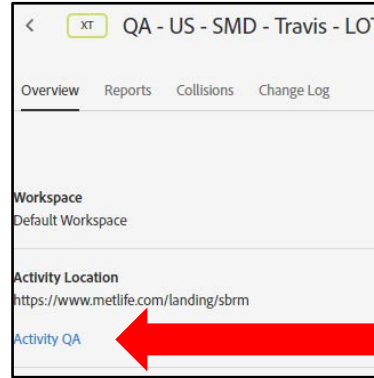 < XT QA - US - SMD - Travis - LOT
Overview Reports Collisions Change Log
Workspace
Default Workspace
Activity Location
https://www.metlife.com/landing/sbrm
Activity QA